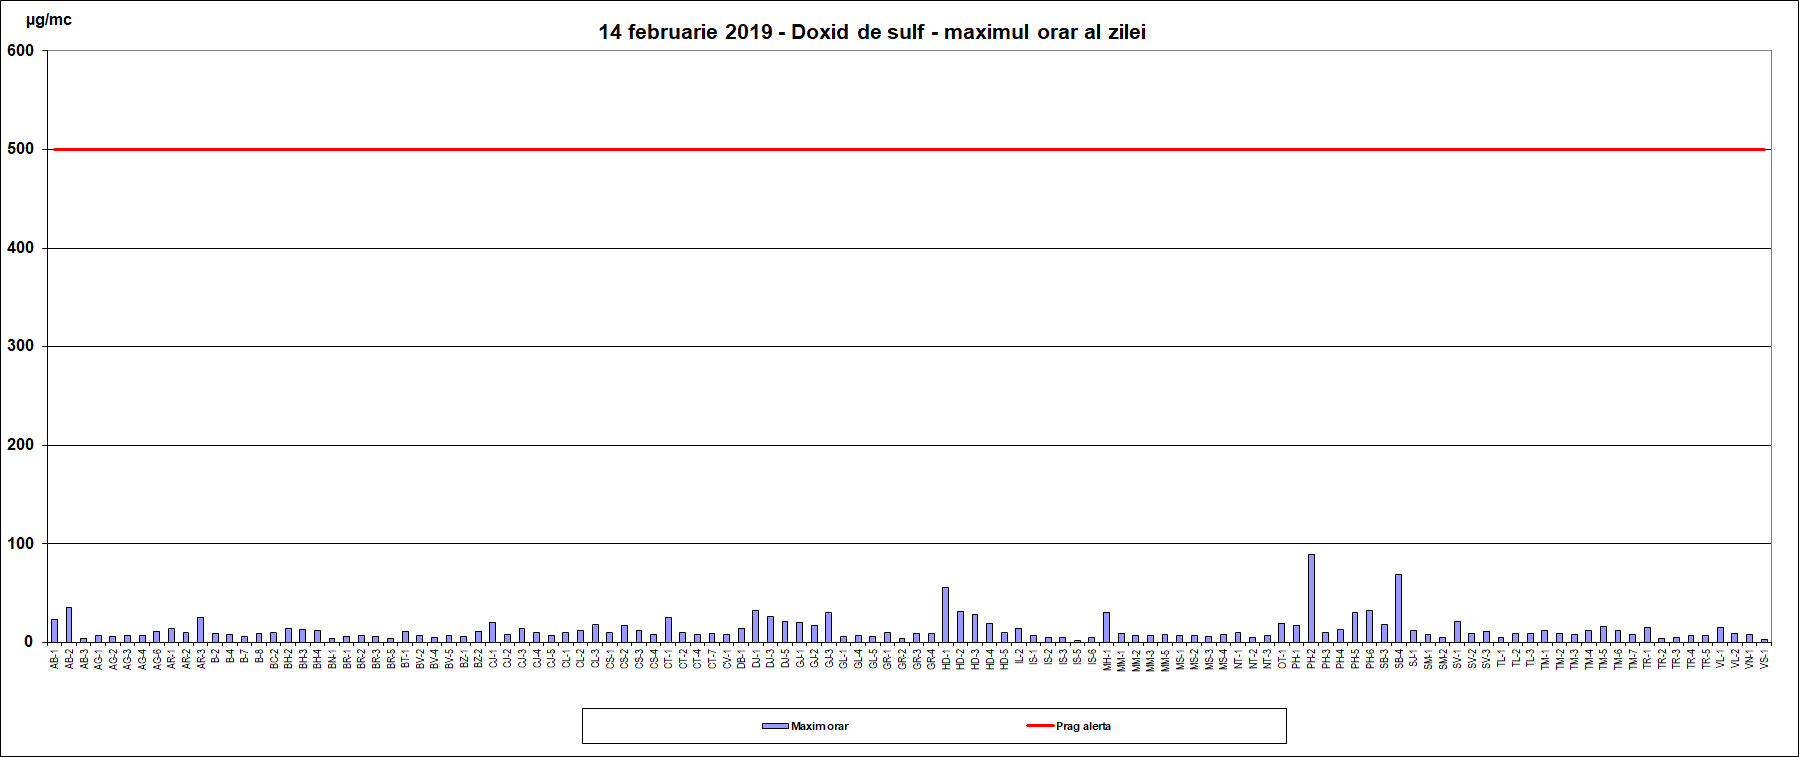 µg/mc
14 februarie 2019 - Doxid de sulf - maximul orar al zilei
600
500
400
300
200
100
0
AB-1 AB-2 AB-3 AG-1 AG-2 AG-3 AG-4 AG-6 AR-1 AR-2 AR-3 B-2 B-4 B-7 B-8 BC-2 BH-2 BH-3 BH-4 BN-1 BR-1 BR-2 BR-3 BR-5 BT-1 BV-2 BV-4 BV-5 BZ-1 BZ-2 CJ-1 CJ-2 CJ-3 CJ-4 CJ-5 CL-1 CL-2 CL-3 CS-1 CS-2 CS-3 CS-4 CT-1 CT-2 CT-4 CT-7 CV-1 DB-1 DJ-1 DJ-3 DJ-5 GJ-1 GJ-2 GJ-3 GL-1 GL-4 GL-5 GR-1 GR-2 GR-3 GR-4 HD-1 HD-2 HD-3 HD-4 HD-5 IL-2 IS-1 IS-2 IS-3 IS-5 IS-6 MH-1 MM-1 MM-2 MM-3 MM-5 MS-1 MS-2 MS-3 MS-4 NT-1 NT-2 NT-3 OT-1 PH-1 PH-2 PH-3 PH-4 PH-5 PH-6 SB-3 SB-4 SJ-1 SM-1 SM-2 SV-1 SV-2 SV-3 TL-1 TL-2 TL-3 TM-1 TM-2 TM-3 TM-4 TM-5 TM-6 TM-7 TR-1 TR-2 TR-3 TR-4 TR-5 VL-1 VL-2 VN-1 VS-1
Maxim orar
Prag alerta